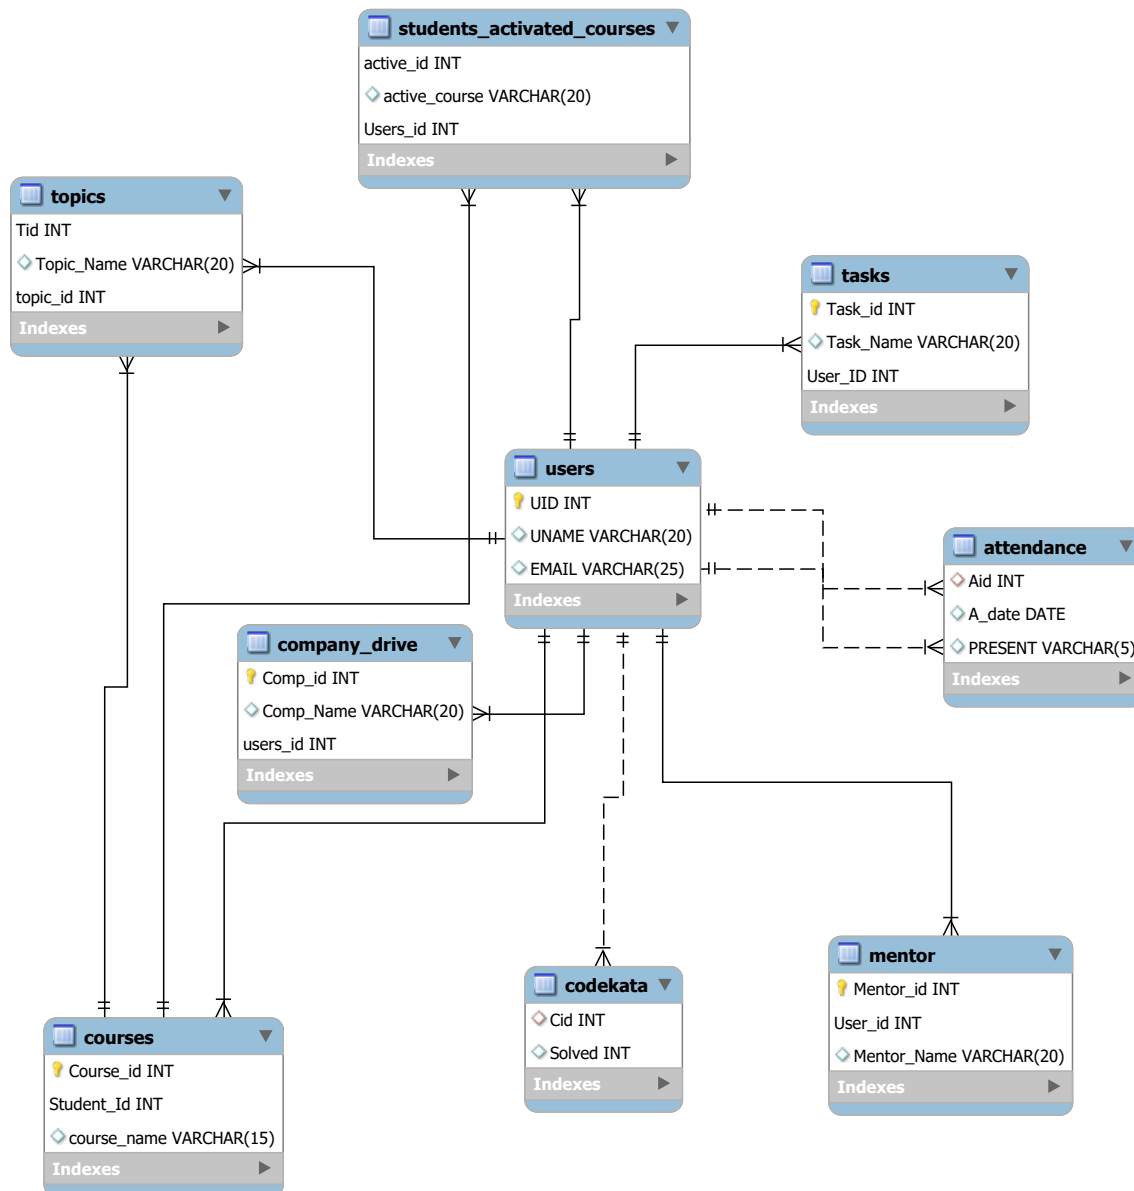 students_activated_courses
active_id INT
active_course VARCHAR(20)
Users_id INT
Indexes
topics
Tid INT
Topic_Name VARCHAR(20)
topic_id INT
Indexes
tasks
Task_id INT
Task_Name VARCHAR(20)
User_ID INT
Indexes
users
UID INT
UNAME VARCHAR(20)
EMAIL VARCHAR(25)
Indexes
attendance
Aid INT
A_date DATE
PRESENT VARCHAR(5)
Indexes
company_drive
Comp_id INT
Comp_Name VARCHAR(20)
users_id INT
Indexes
codekata
Cid INT
Solved INT
Indexes
mentor
Mentor_id INT
User_id INT
Mentor_Name VARCHAR(20)
Indexes
courses
Course_id INT
Student_Id INT
course_name VARCHAR(15)
Indexes